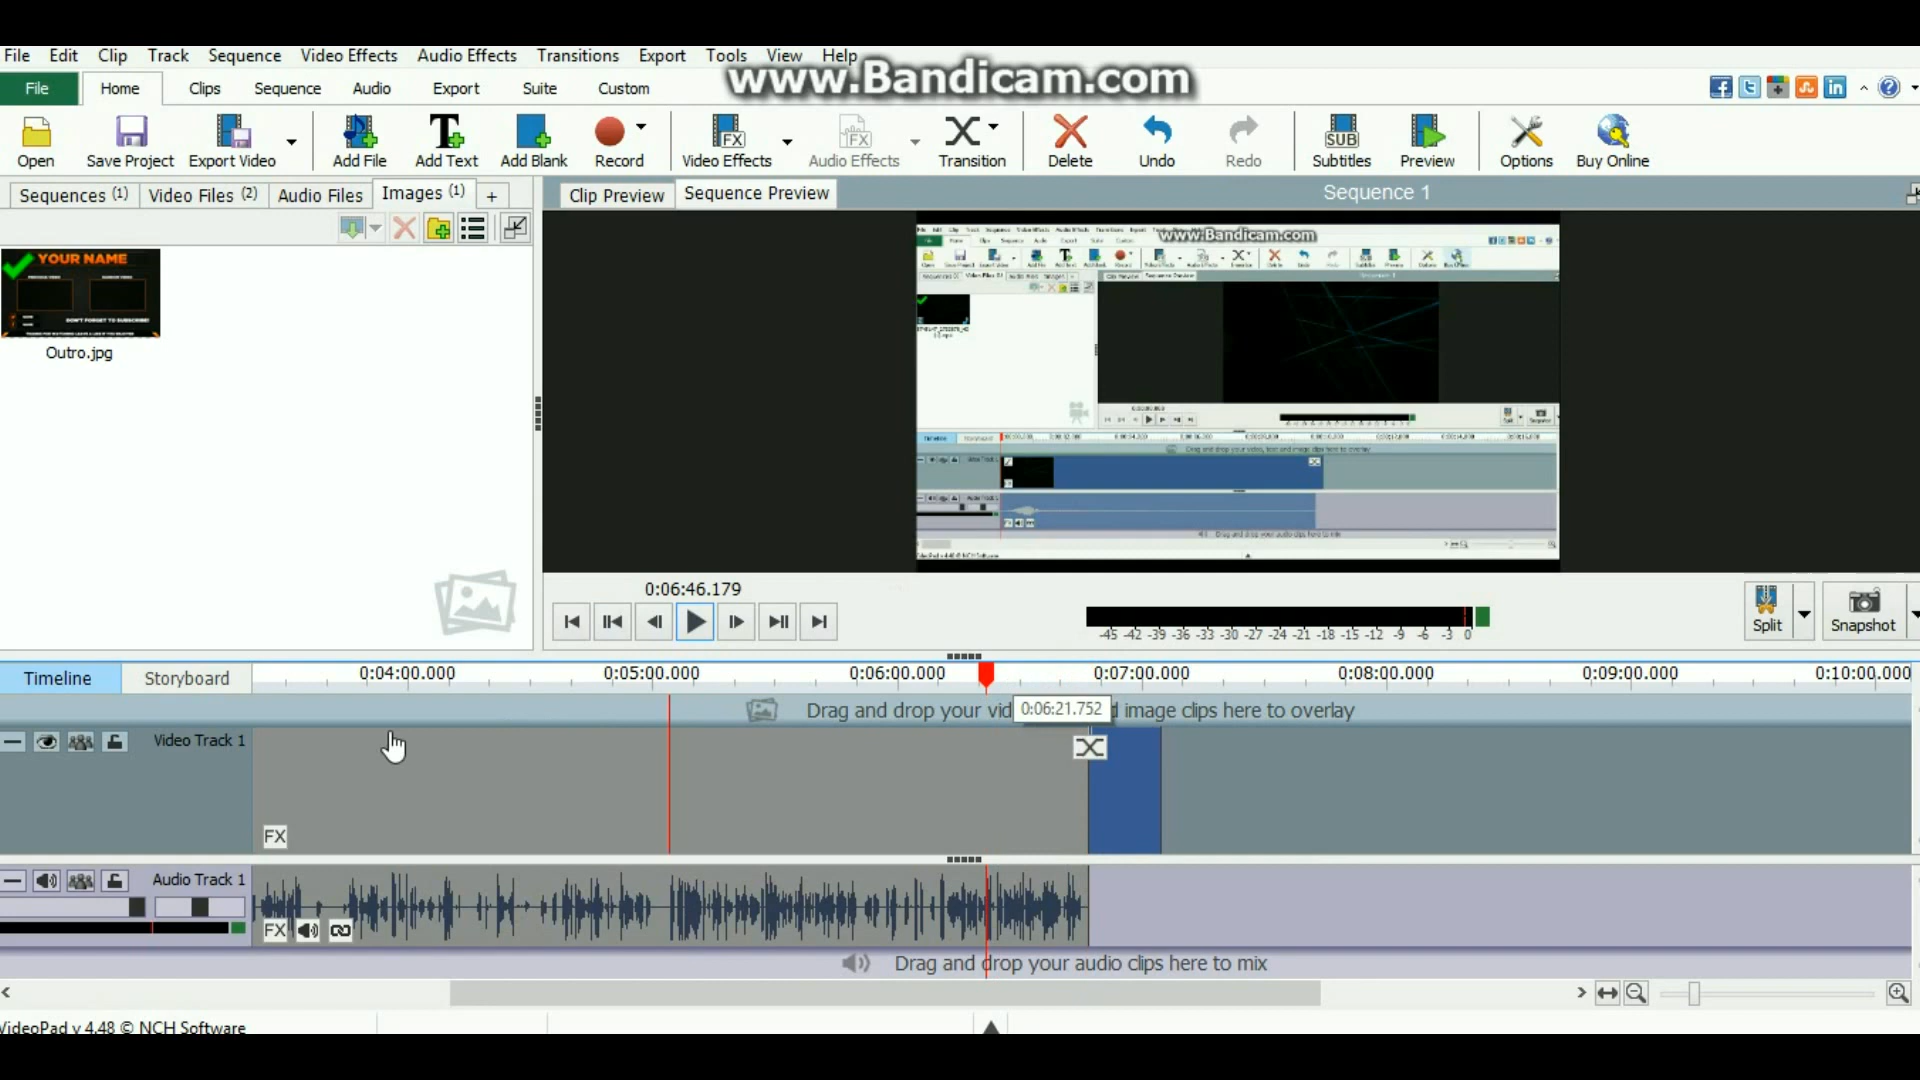 File Edit Clip Track Sequence Video Effects Audio Effects Transitions Export Tools View Help
www.Bandicam.com
File Home Clips Sequence Audio Export Suite Custom
Open Save Project Export Video Add File Add Text Add Blank Record Video Effects Audio Effects Transition Delete Undo Redo Subtitles Preview Options Buy Online
Sequences (1) Video Files (2) Audio Files Images (1) + Clip Preview Sequence Preview Sequence 1
www.Bandicam.com
YOUR NAME
DON'T FORGET TO SUBSCRIBE!
Outro.jpg
0:06:46.179
Split Snapshot
-45 -42 -39 -36 -33 -30 -27 -24 -21 -18 -15 -12 -9 -6 -3 0
Timeline Storyboard 0:04:00.000 0:05:00.000 0:06:00.000 0:07:00.000 0:08:00.000 0:09:00.000 0:10:00.000
Drag and drop your vid 0:06:21.752 d image clips here to overlay
Video Track 1
FX
Audio Track 1
FX
Drag and drop your audio clips here to mix
VideoPad v 4.48 © NCH Software